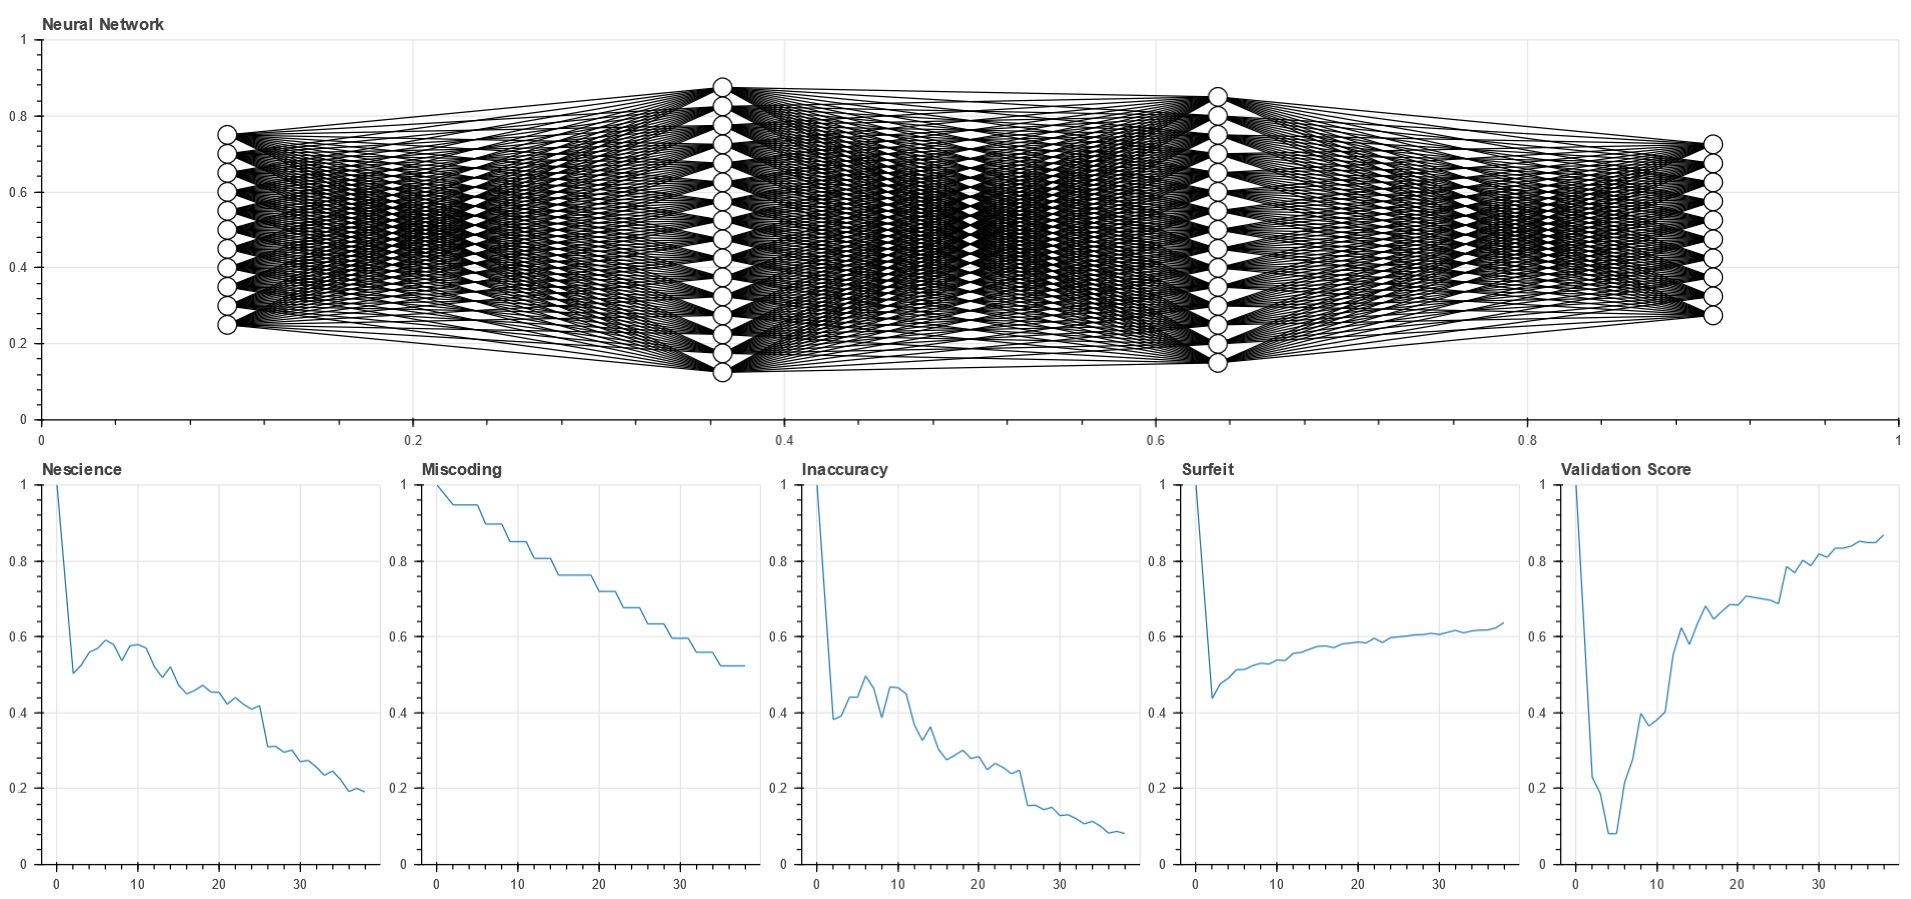 Neural Network
1
0.8
0.6
0.4
0.2
0
0 0.2 0.4 0.6 0.8 1
Nescience Miscoding Inaccuracy Surfeit Validation Score
1 1 1 1 1
0.8 0.8 0.8 0.8 0.8
0.6 0.6 0.6 0.6 0.6
0.4 0.4 0.4 0.4 0.4
0.2 0.2 0.2 0.2 0.2
0 0 0 0 0
0 10 20 30 0 10 20 30 0 10 20 30 0 10 20 30 0 10 20 30